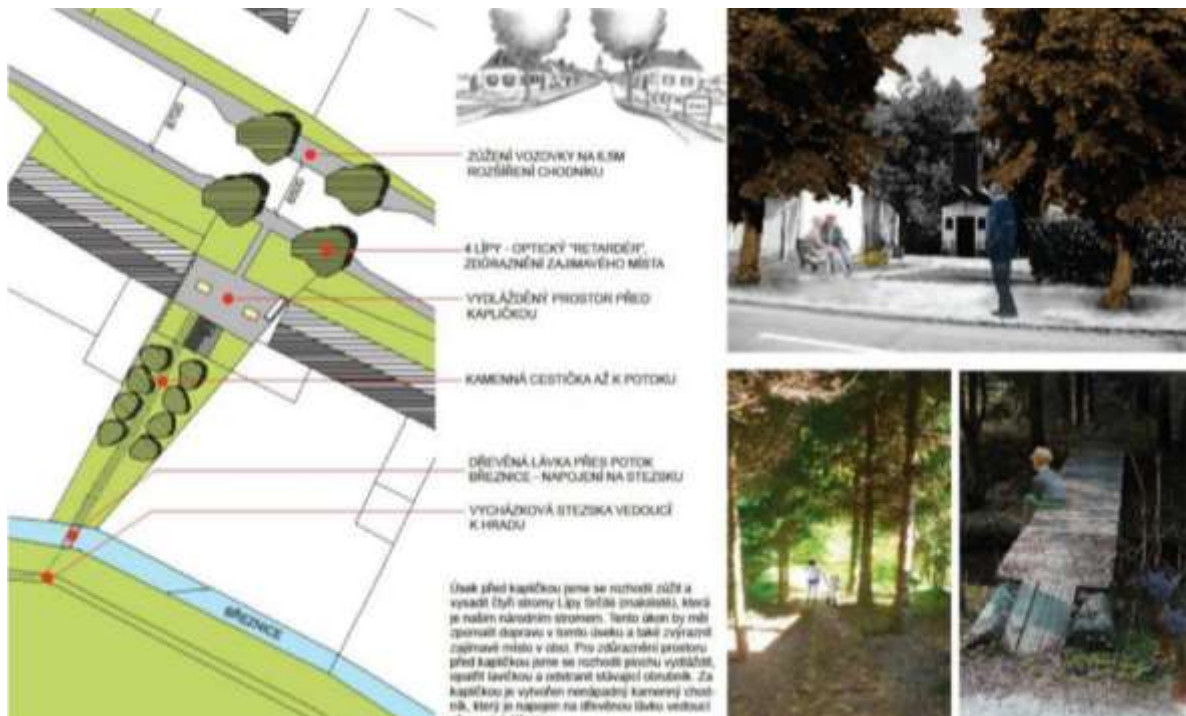 ZÚŽENÍ VOZOVKY NA 6,5M
ROZŠÍŘENÍ CHODNÍKU
4 LÍPY - OPTICKÝ "RETARDÉR",
ZDŮRAZNĚNÍ ZAJIMAVÉHO MÍSTA
VYDLÁŽDĚNÝ PROSTOR PŘED
KAPLIČKOU
KAMENNÁ CESTIČKA AŽ K POTOKU
DŘEVĚNÁ LÁVKA PŘES POTOK
BŘEZNICE - NAPOJENÍ NA STEZSKU
VYCHÁZKOVÁ STEZSKA VEDOUCÍ
K HRADU
BŘEZNICE
Úsek před kapličkou jsme se rozhodli zúžit a
vysadit čtyři stromy Lípy (malolisté), která
je naším národním stromem. Tento úkon by měl
zpomalit dopravu v tomto úseku a také zvýraznit
zajímavé místo v obci. Pro zdůraznění prostoru
před kapličkou jsme se rozhodli plochu vydláždit,
opatřit lavičkou a odstranit stávající obrubník. Za
kapličkou je vytvořen nenápadný kamenný chod-
ník, který je napojen na dřevěnou lávku vedoucí